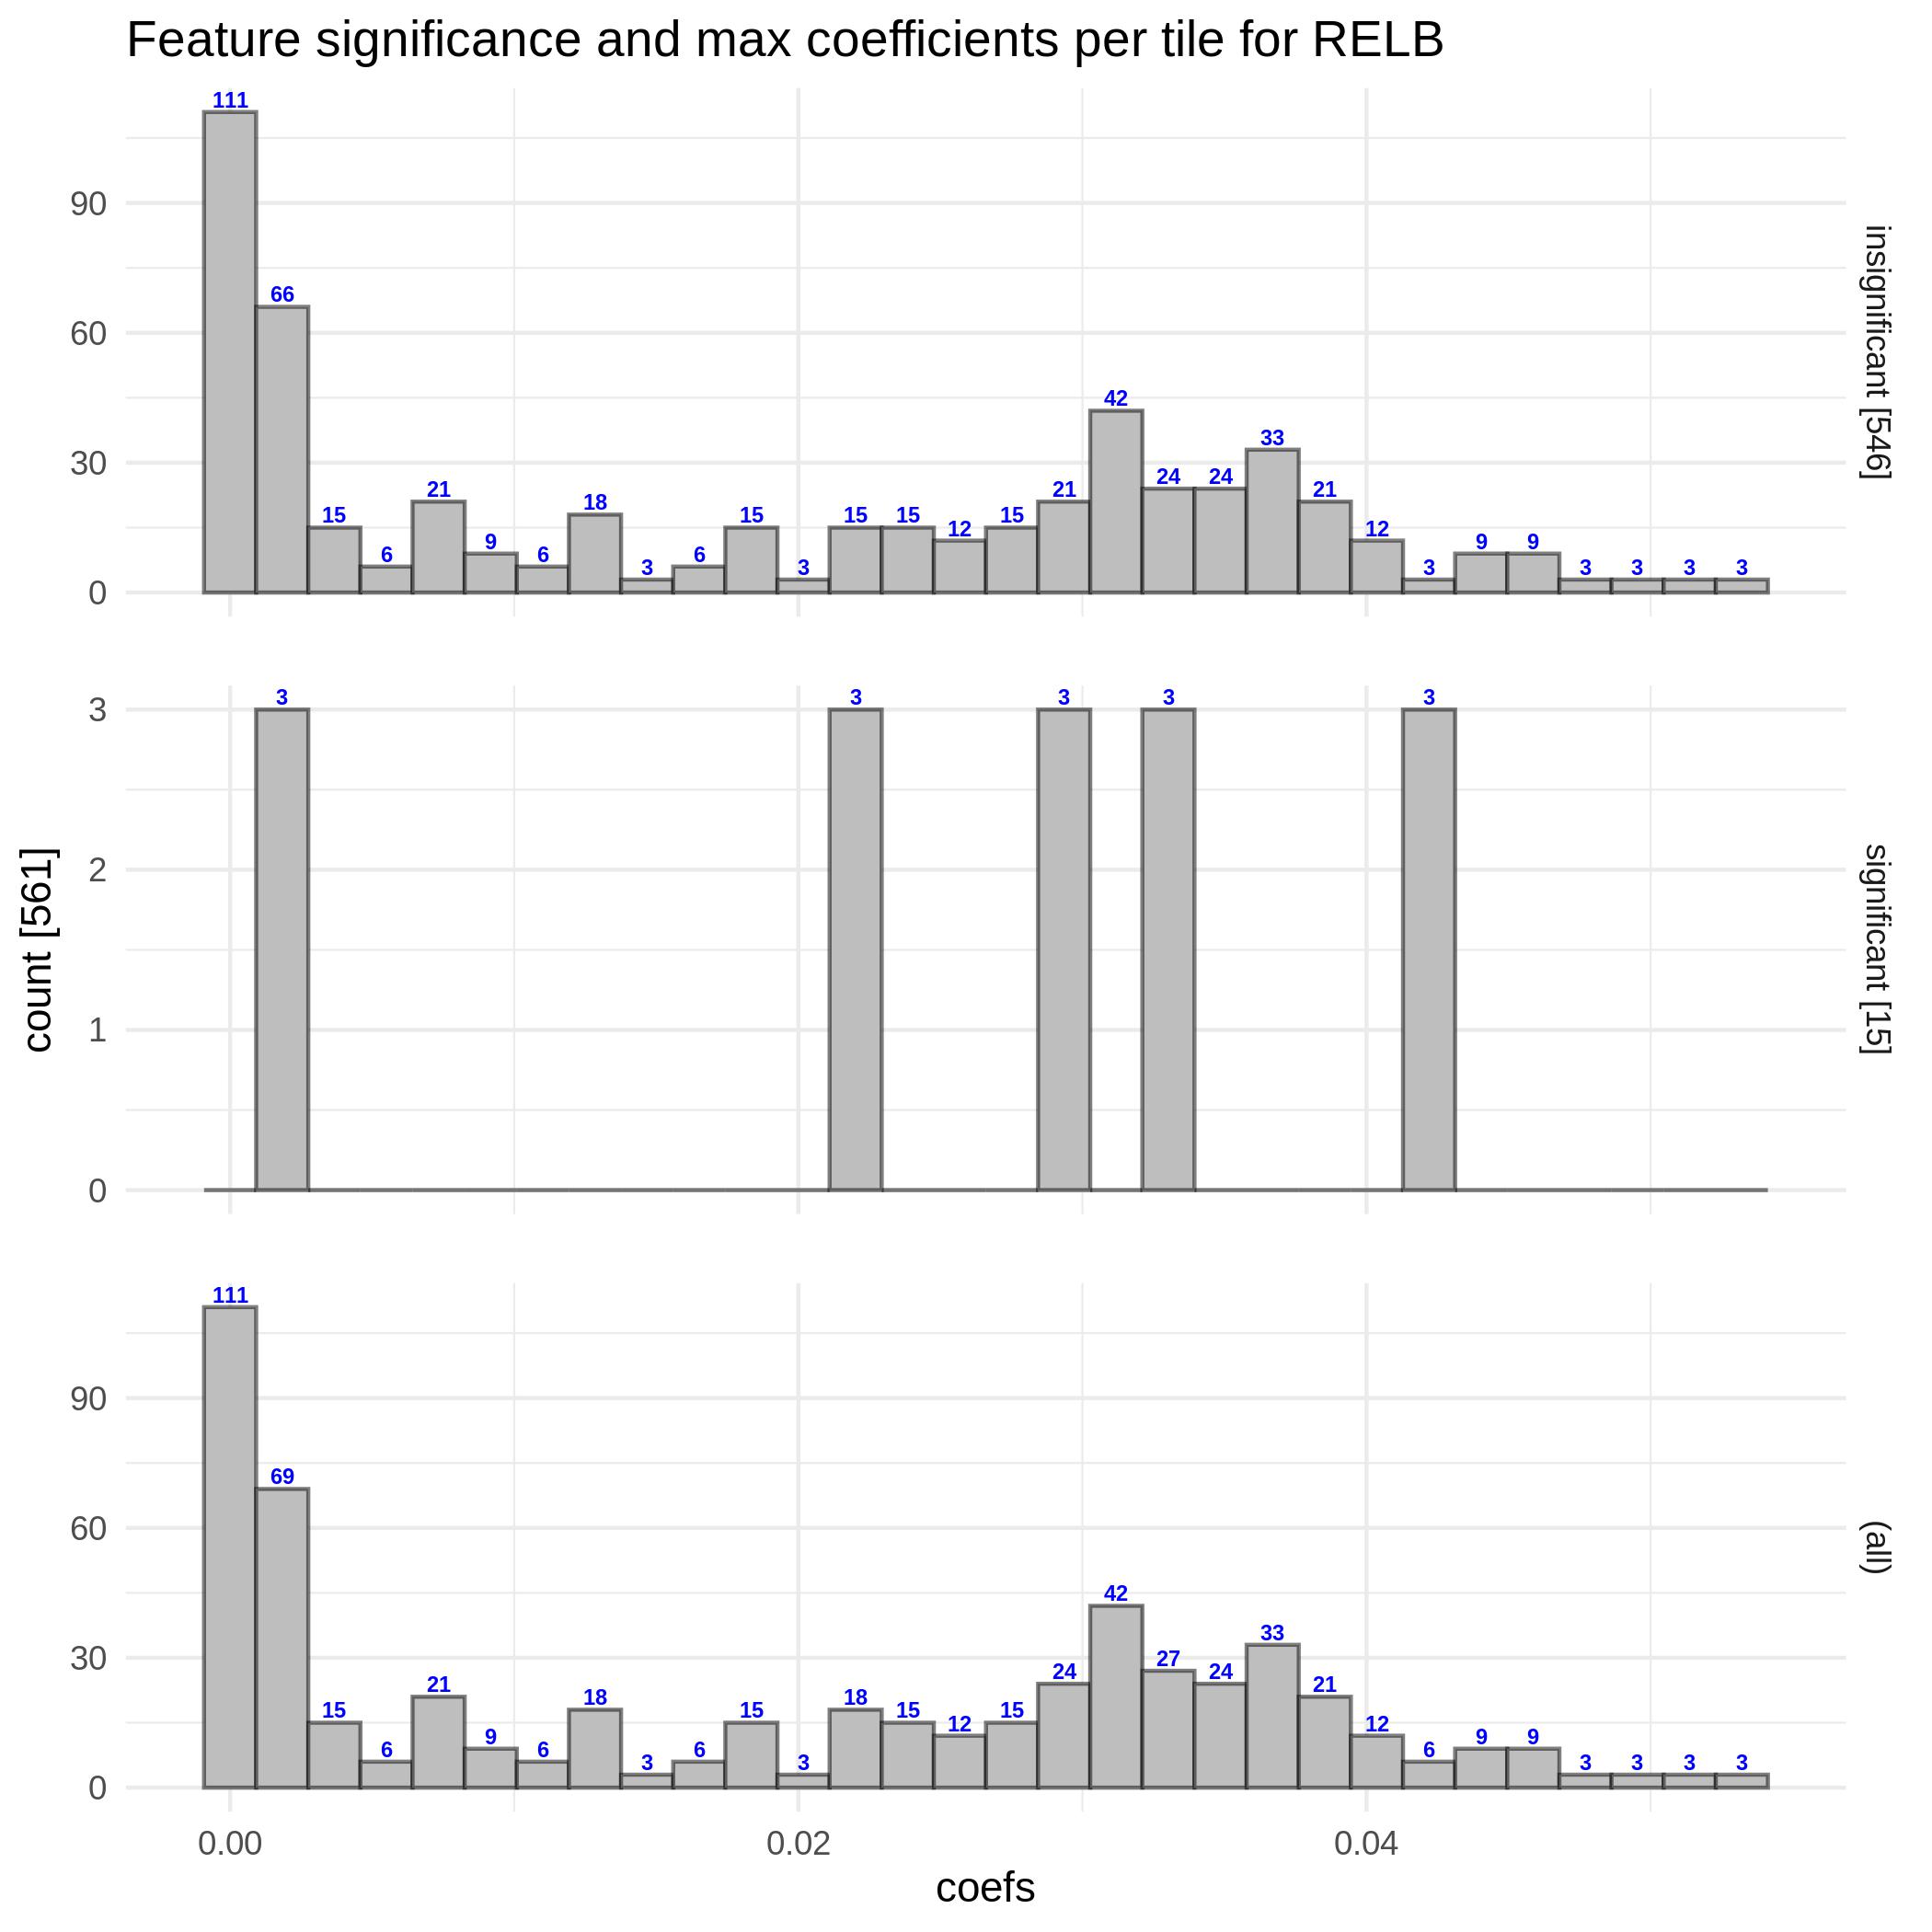 Feature significance and max coefficients per tile for RELB
111
90
66
60
42
33
30
24 24
21 21 21
18
15 15 15 15 15
12 12
9 9 9
6 6 6
3 3 3 3 3 3 3
0
insignificant [546]
3 3 3 3 3
3
2
1
0
significant [15]
count [561]
111
90
69
60
42
33
30
27
24 24
21 21
18 18
15 15 15 15
12 12
9 9 9
6 6 6 6
3 3 3 3 3 3
0
(all)
0.00 0.02 0.04
coefs